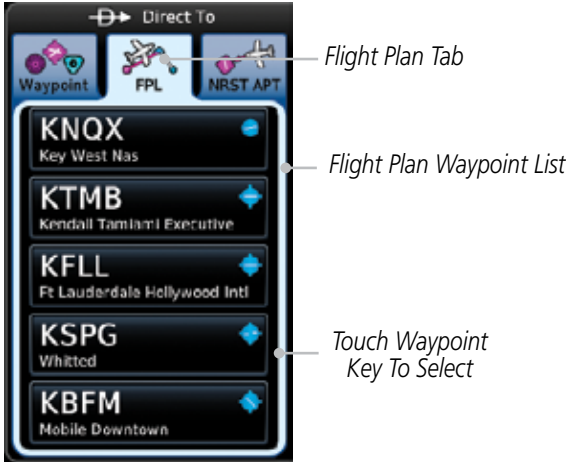 Direct To
Waypoint
FPL
NRST APT
KNQX
Key West Nas
KTMB
Kendall Tamiami Executive
KFLL
Ft Lauderdale Hollywood Intl
KSPG
Whitted
KBFM
Mobile Downtown
Flight Plan Tab
Flight Plan Waypoint List
Touch Waypoint
Key To Select